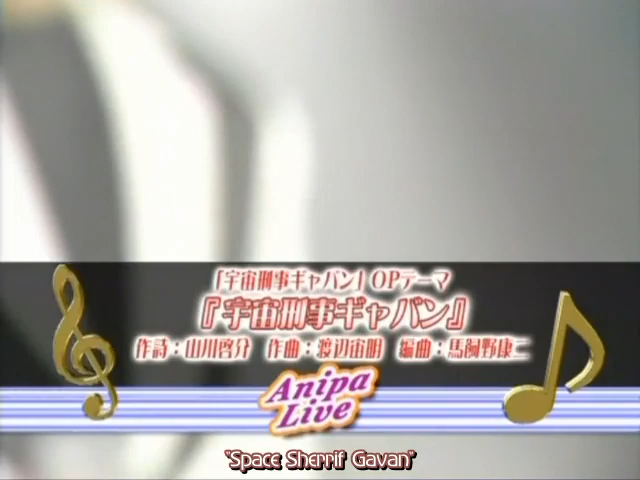 「宇宙刑事ギャバン」OPテーマ
『宇宙刑事ギャバン』
作詩：山川啓介　作曲：渡辺宙明　編曲：馬飼野康二
Anipa
Live
"Space Sherrif Gavan"